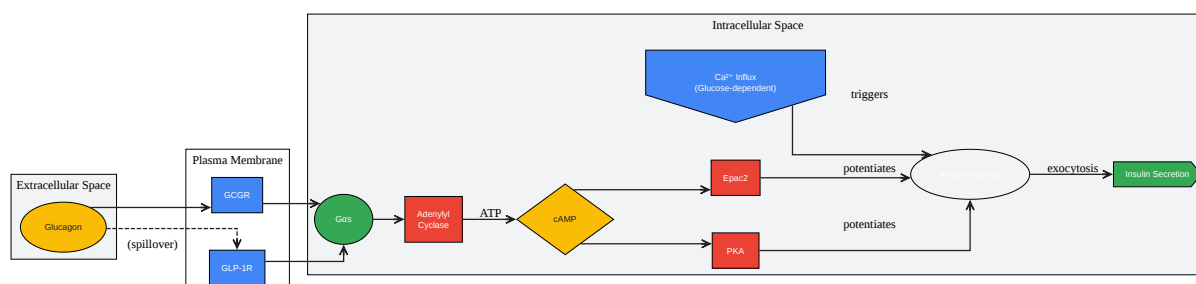 Intracellular Space
Ca²⁺ Influx
(Glucose-dependent)
triggers
Plasma Membrane
Extracellular Space
GCGR
Glucagon
(spillover)
GLP-1R
Gαs
Adenylyl
Cyclase
ATP
cAMP
Epac2
potentiates
PKA
potentiates
exocytosis
Insulin Secretion